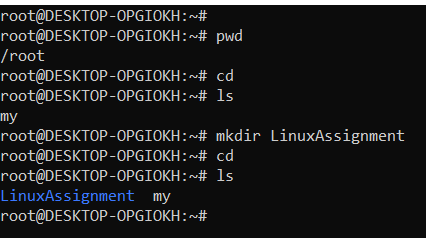 root@DESKTOP-OPGIOKH:~#
root@DESKTOP-OPGIOKH:~# pwd
/root
root@DESKTOP-OPGIOKH:~# cd
root@DESKTOP-OPGIOKH:~# ls
my
root@DESKTOP-OPGIOKH:~# mkdir LinuxAssignment
root@DESKTOP-OPGIOKH:~# cd
root@DESKTOP-OPGIOKH:~# ls
LinuxAssignment  my
root@DESKTOP-OPGIOKH:~#